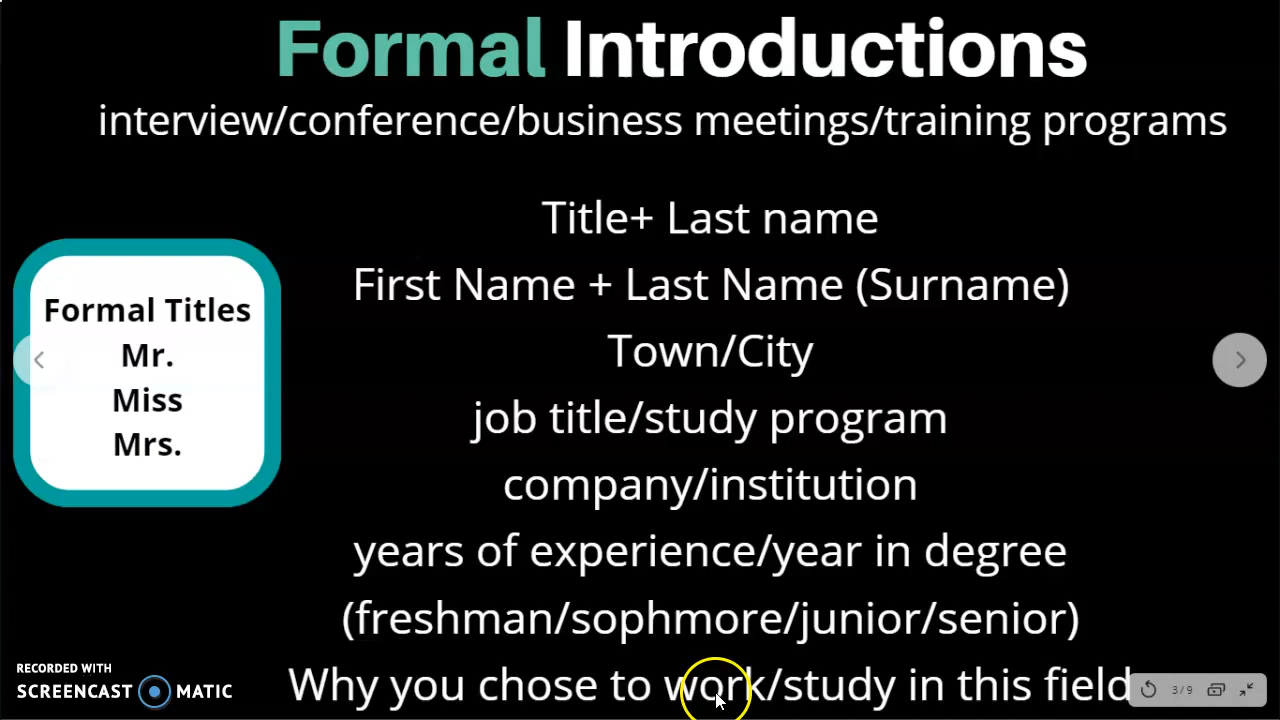 Formal Introductions
interview/conference/business meetings/training programs
Title+ Last name
First Name + Last Name (Surname)
Town/City
job title/study program
company/institution
years of experience/year in degree
(freshman/sophmore/junior/senior)
Why you chose to work/study in this field
Formal Titles
Mr.
Miss
Mrs.
RECORDED WITH
SCREENCAST MATIC
3/9